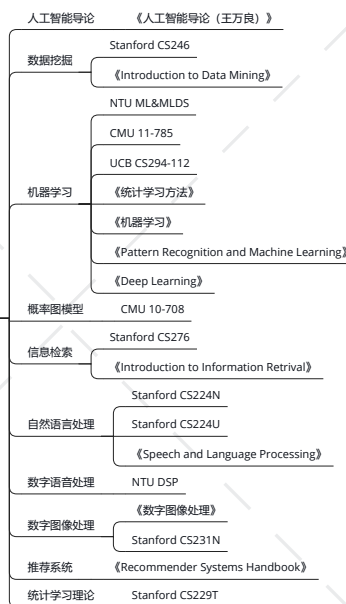 人工智能导论
《人工智能导论（王万良）》
数据挖掘
Stanford CS246
《Introduction to Data Mining》
机器学习
NTU ML&MLDS
CMU 11-785
UCB CS294-112
《统计学习方法》
《机器学习》
《Pattern Recognition and Machine Learning》
《Deep Learning》
概率图模型
CMU 10-708
信息检索
Stanford CS276
《Introduction to Information Retrival》
自然语言处理
Stanford CS224N
Stanford CS224U
《Speech and Language Processing》
数字语音处理
NTU DSP
数字图像处理
《数字图像处理》
Stanford CS231N
推荐系统
《Recommender Systems Handbook》
统计学习理论
Stanford CS229T